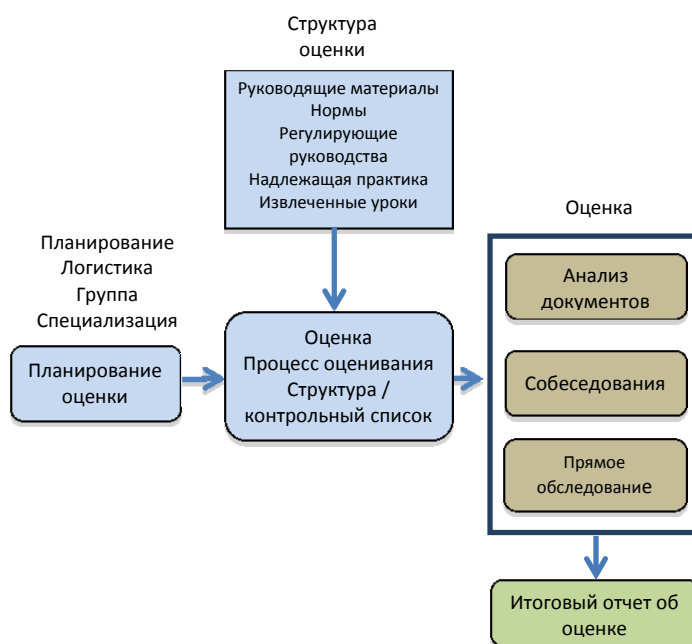 Структура
оценки
Руководящие материалы
Нормы
Регулирующие
руководства
Надлежащая практика
Извлеченные уроки
Оценка
Планирование
Логистика
Группа
Специализация
Планирование
оценки
Оценка
Процесс оценивания
Структура /
контрольный список
Анализ
документов
Собеседования
Прямое
обследование
Итоговый отчет об
оценке